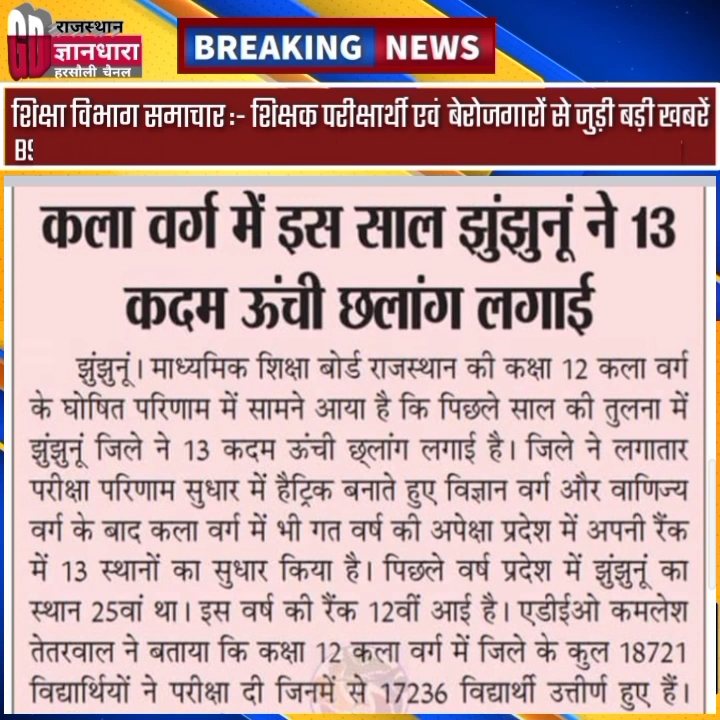 राजस्थान
GD ज्ञानधारा
हरसौली चैनल
BREAKING NEWS
शिक्षा विभाग समाचार :- शिक्षक परीक्षार्थी एवं बेरोजगारों से जुड़ी बड़ी खबरें
कला वर्ग में इस साल झुंझुनूं ने 13
कदम ऊंची छलांग लगाई
झुंझुनूं। माध्यमिक शिक्षा बोर्ड राजस्थान की कक्षा 12 कला वर्ग
के घोषित परिणाम में सामने आया है कि पिछले साल की तुलना में
झुंझुनूं जिले ने 13 कदम ऊंची छ्लांग लगाई है। जिले ने लगातार
परीक्षा परिणाम सुधार में हैट्रिक बनाते हुए विज्ञान वर्ग और वाणिज्य
वर्ग के बाद कला वर्ग में भी गत वर्ष की अपेक्षा प्रदेश में अपनी रैंक
में 13 स्थानों का सुधार किया है। पिछले वर्ष प्रदेश में झुंझुनूं का
स्थान 25वां था। इस वर्ष की रैंक 12वीं आई है। एडीईओ कमलेश
तेतरवाल ने बताया कि कक्षा 12 कला वर्ग में जिले के कुल 18721
विद्यार्थियों ने परीक्षा दी जिनमें से 17236 विद्यार्थी उत्तीर्ण हुए हैं।